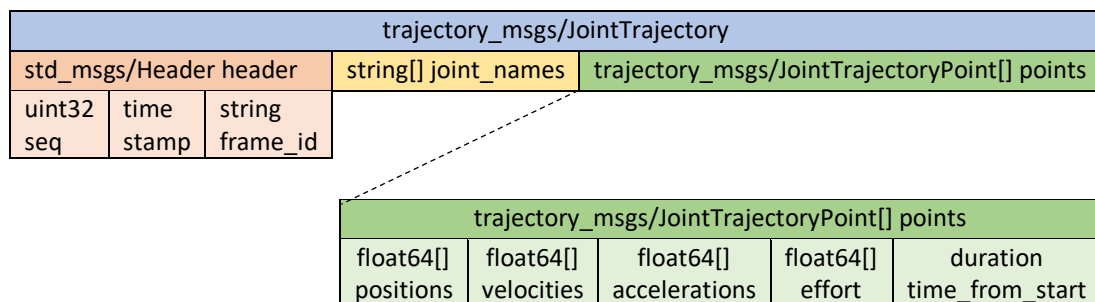 trajectory_msgs/JointTrajectory
std_msgs/Header header string[] joint_names trajectory_msgs/JointTrajectoryPoint[] points
uint32 time string
seq stamp frame_id
trajectory_msgs/JointTrajectoryPoint[] points
float64[] float64[] float64[] float64[] duration
positions velocities accelerations effort time_from_start